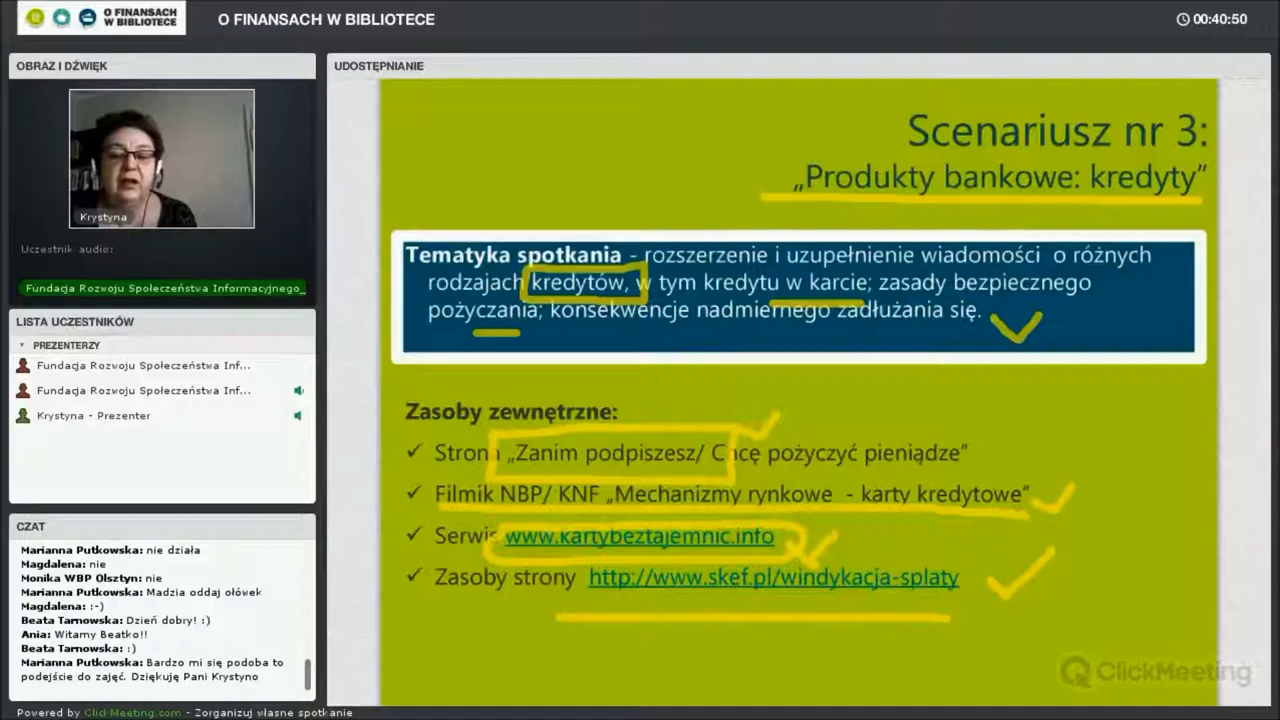 O FINANSACH
W BIBLIOTECE
O FINANSACH W BIBLIOTECE
00:40:50
OBRAZ I DŹWIĘK
Krystyna
Uczestnik audio:
Fundacja Rozwoju Społeczeństwa Informacyjnego_
LISTA UCZESTNIKÓW
PREZENTERZY
Fundacja Rozwoju Społeczeństwa Inf...
Fundacja Rozwoju Społeczeństwa Inf...
Krystyna - Prezenter
CZAT
Marianna Putkowska: nie działa
Magdalena: nie
Monika WBP Olsztyn: nie
Marianna Putkowska: Madzia oddaj ołówek
Magdalena: :-)
Beata Tarnowska: Dzień dobry! :)
Ania: Witamy Beatko!!
Beata Tarnowska: :)
Marianna Putkowska: Bardzo mi się podoba to
podejście do zajęć. Dziękuję Pani Krystyno
Powered by ClickMeeting.com - Zorganizuj własne spotkanie
UDOSTĘPNIANIE
Scenariusz nr 3:
„Produkty bankowe: kredyty”
Tematyka spotkania - rozszerzenie i uzupełnienie wiadomości o różnych
rodzajach kredytów, w tym kredytu w karcie; zasady bezpiecznego
pożyczania; konsekwencje nadmiernego zadłużania się.
Zasoby zewnętrzne:
✓ Strona „Zanim podpiszesz/ Chcę pożyczyć pieniądze”
✓ Filmik NBP/ KNF „Mechanizmy rynkowe - karty kredytowe”
✓ Serwis www.kartybeztajemnic.info
✓ Zasoby strony http://www.skef.pl/windykacja-splaty
ClickMeeting